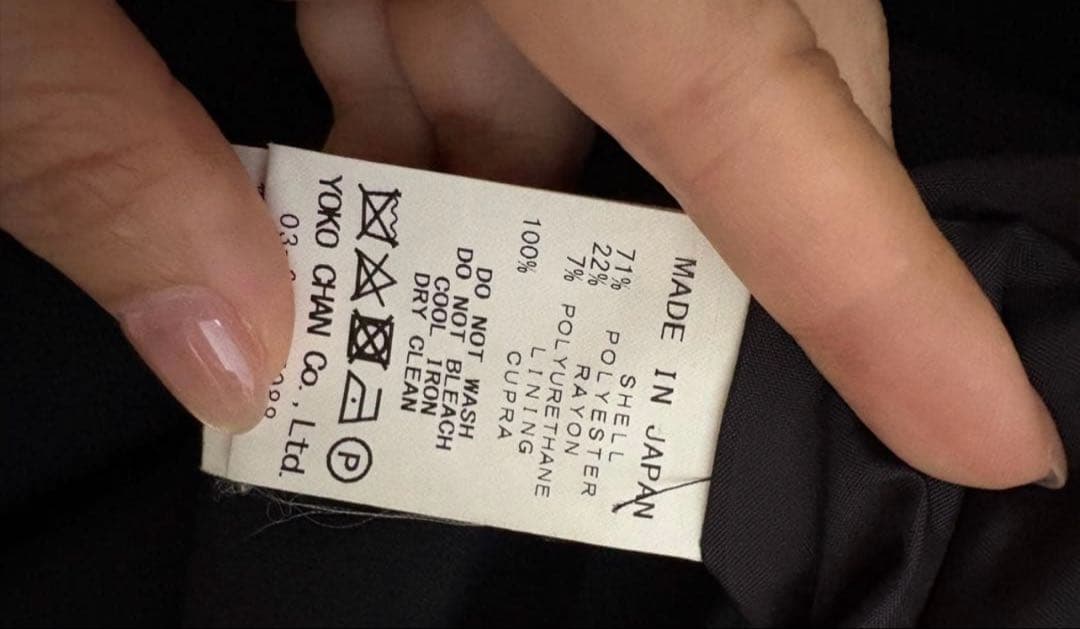 MADE IN JAPAN
SHELL
71% POLYESTER
22% RAYON
7% POLYURETHANE
LINING
100% CUPRA
DO NOT WASH
DO NOT BLEACH
COOL IRON
DRY CLEAN
P
YOKO CHAN Co., Ltd.
03